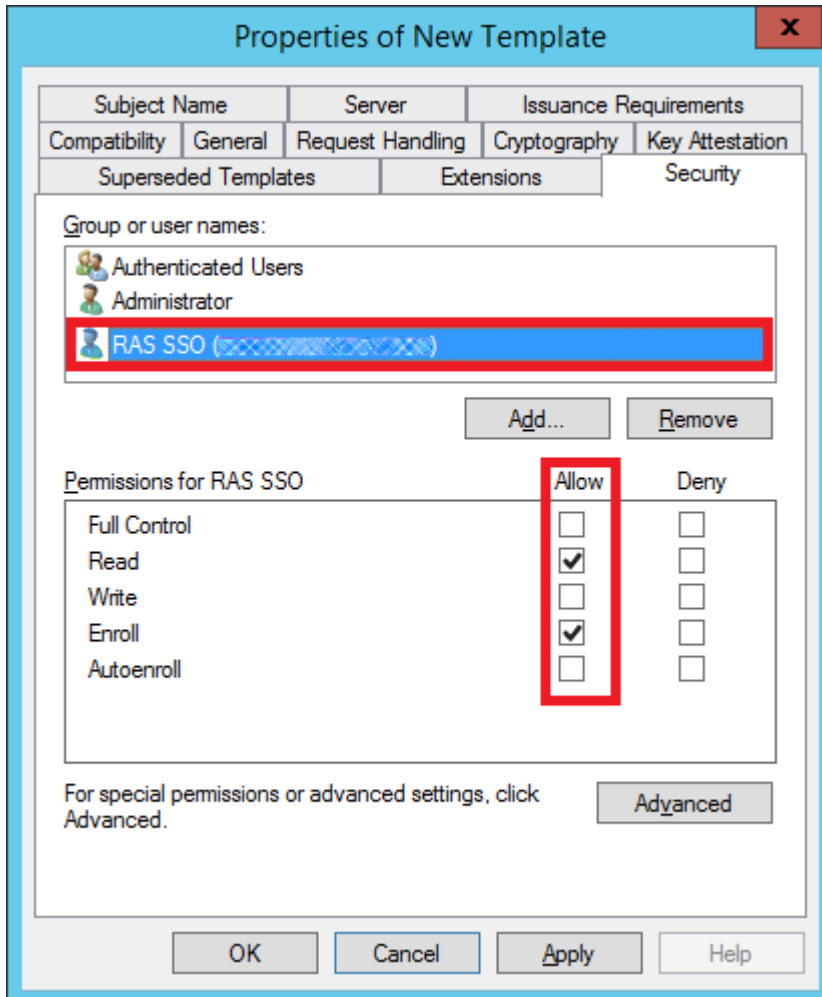 Properties of New Template
x
Subject Name Server Issuance Requirements
Compatibility General Request Handling Cryptography Key Attestation
Superseded Templates Extensions Security
Group or user names:
Authenticated Users
Administrator
RAS SSO (
Add... Remove
Permissions for RAS SSO Allow Deny
Full Control
Read
Write
Enroll
Autoenroll
For special permissions or advanced settings, click
Advanced.
Advanced
OK Cancel Apply Help